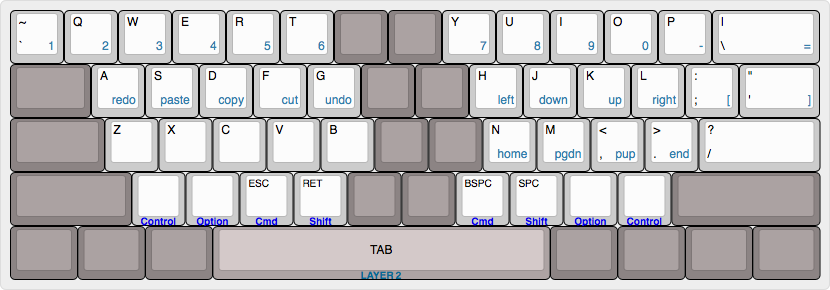 ~ Q W E R T Y U I O P |
` 1 2 3 4 5 6 7 8 9 0 - \ =
A S D F G H J K L : "
redo paste copy cut undo left down up right ; [ ' ]
Z X C V B N M < > ?
home pgdn , pup . end /
ESC RET BSPC SPC
Control Option Cmd Shift Cmd Shift Option Control
TAB
LAYER 2